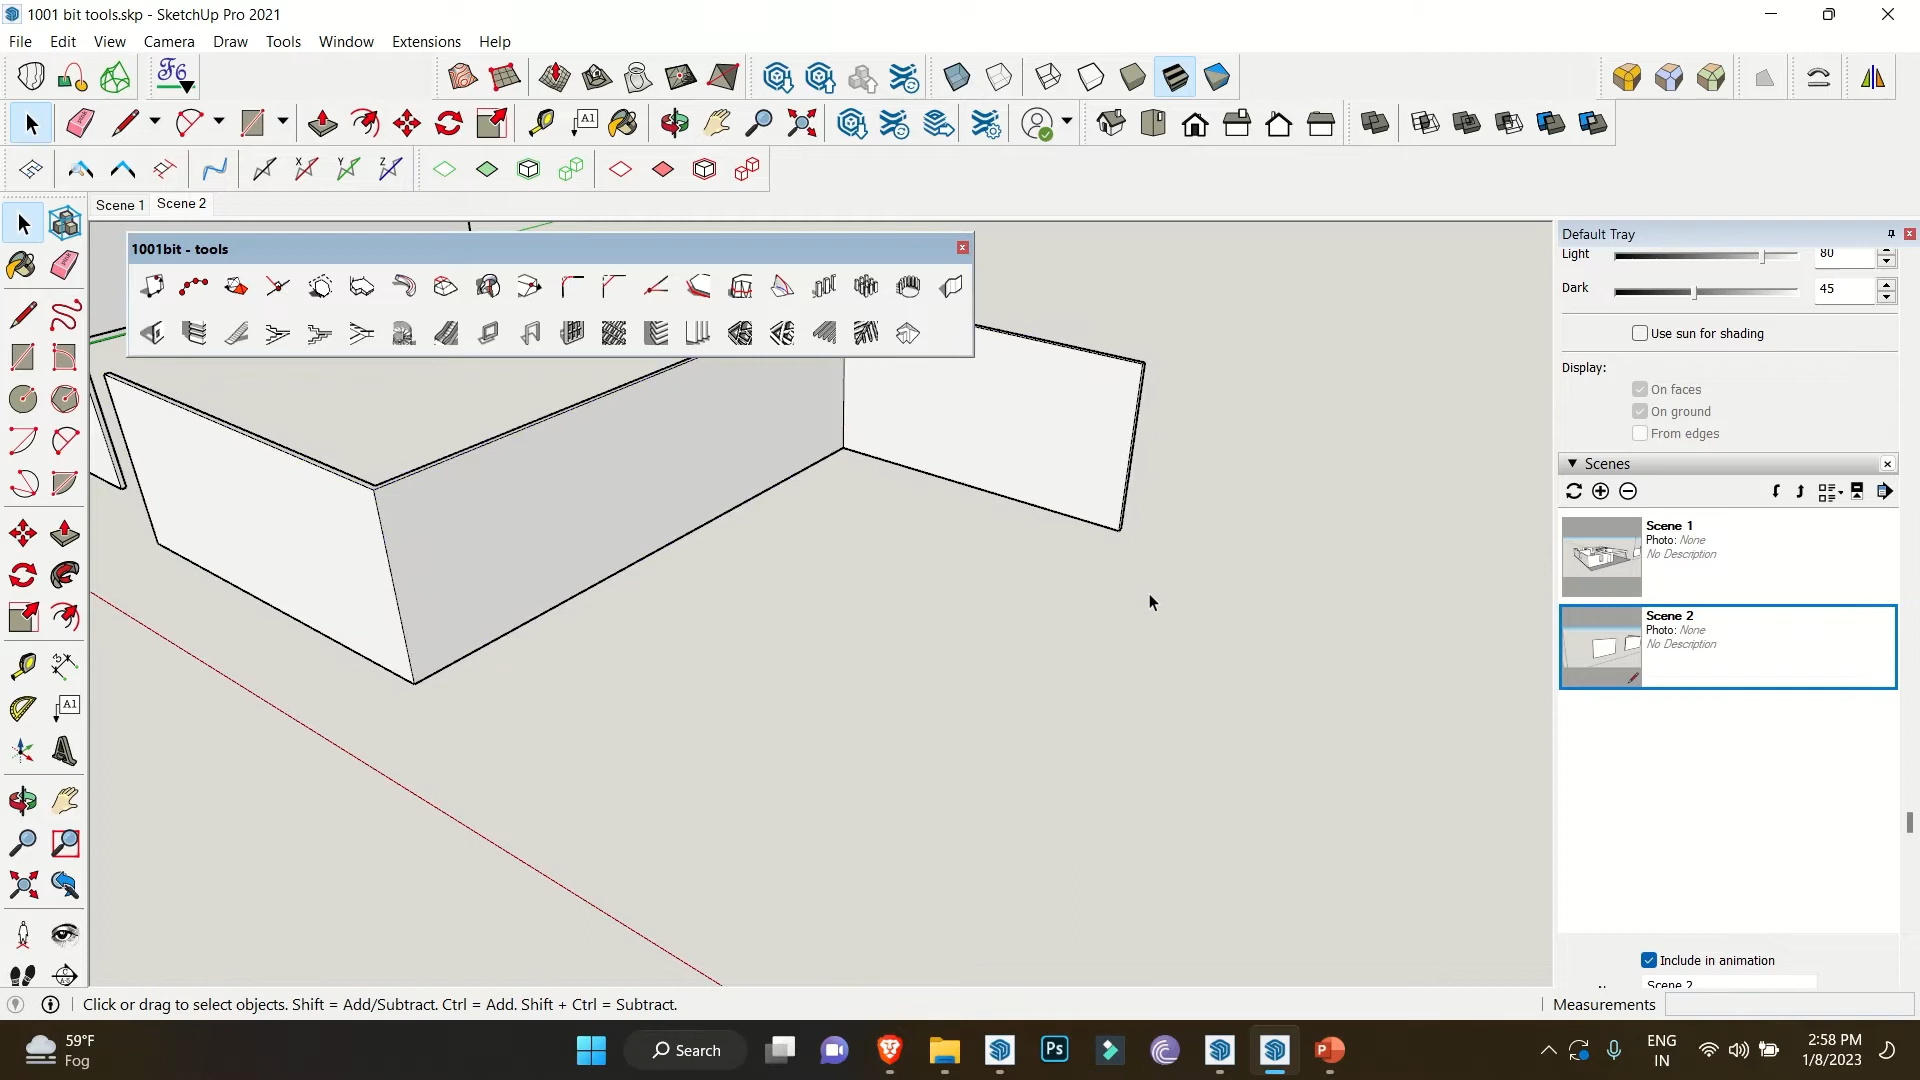 1001 bit tools.skp - SketchUp Pro 2021
File Edit View Camera Draw Tools Window Extensions Help
F6
A1
X Y Z
Scene 1 Scene 2
1001bit - tools
Default Tray
Light 80
Dark 45
Use sun for shading
Display:
On faces
On ground
From edges
Scenes
Scene 1
Photo: None
No Description
Scene 2
Photo: None
No Description
A1
Include in animation
Scene 2
Click or drag to select objects. Shift = Add/Subtract. Ctrl = Add. Shift + Ctrl = Subtract.
Measurements
59°F
Fog
Search
Ps
ENG
IN
2:58 PM
1/8/2023